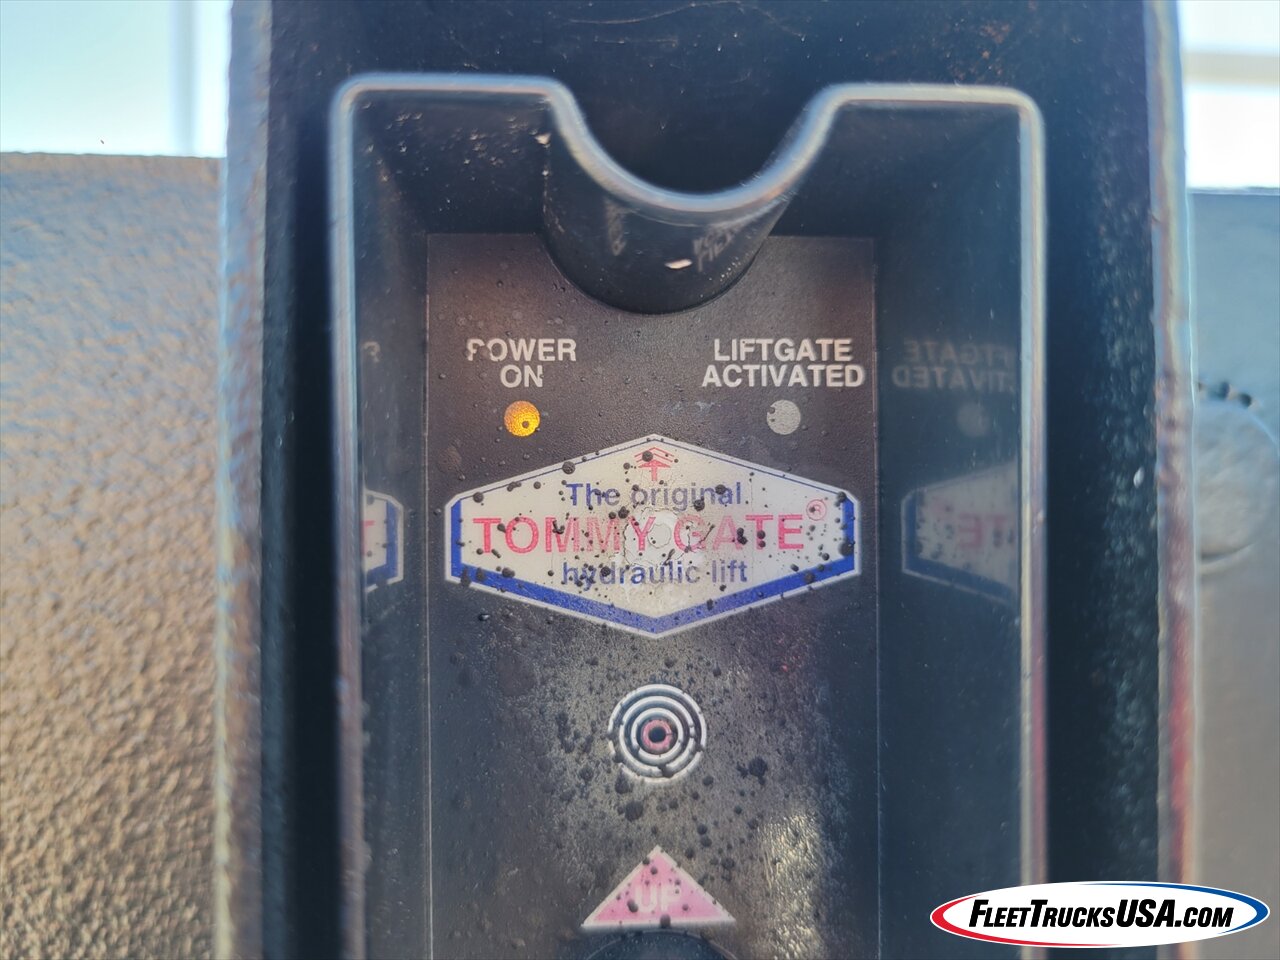 POWER
ON
LIFTGATE
ACTIVATED
The original
TOMMY GATE®
hydraulic lift
UP
FLEETTRUCKSUSA.COM